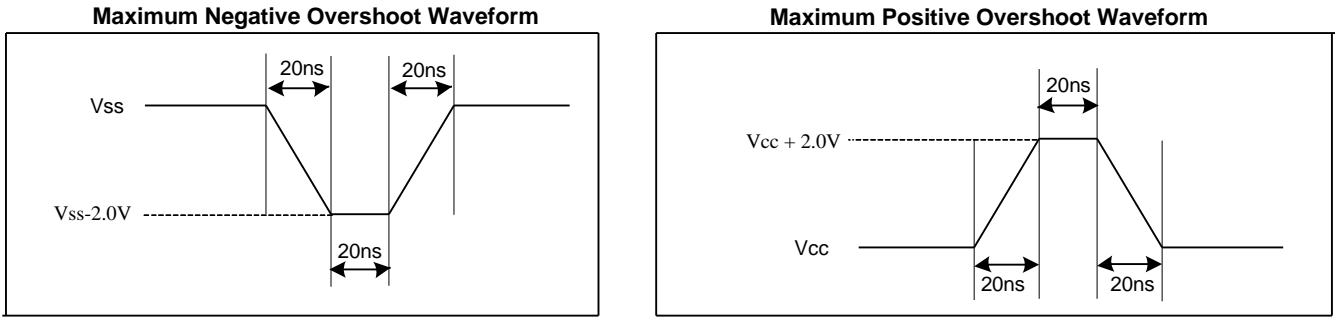 Maximum Negative Overshoot Waveform
20ns
20ns
Vss
Vss-2.0V
20ns
Maximum Positive Overshoot Waveform
20ns
Vcc + 2.0V
Vcc
20ns
20ns